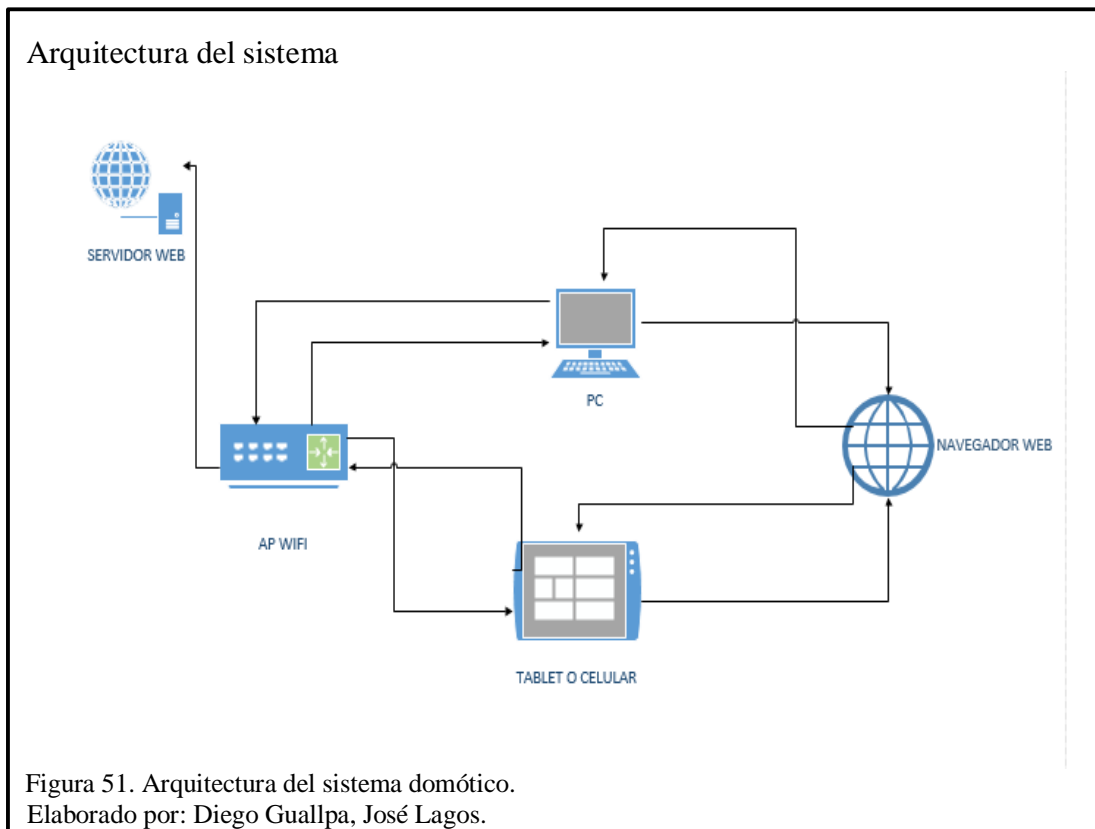 Arquitectura del sistema
SERVIDOR WEB
PC
NAVEGADOR WEB
AP WIFI
TABLET O CELULAR
Figura 51. Arquitectura del sistema domótico.
Elaborado por: Diego Guallpa, José Lagos.